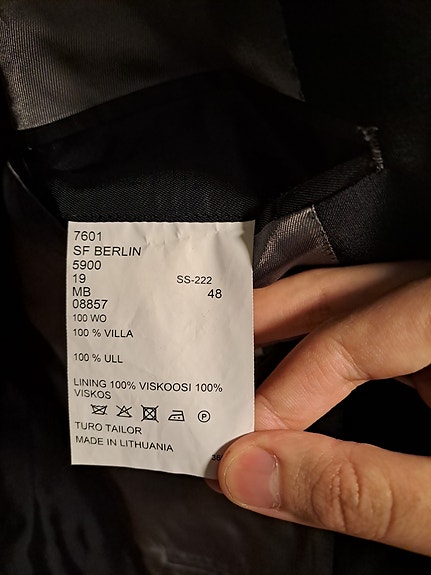 7601
SF BERLIN
5900
19 SS-222
MB 48
08857
100 WO
100 % VILLA
100 % ULL
LINING 100% VISKOOSI 100%
VISKOS
P
TURO TAILOR
MADE IN LITHUANIA
36